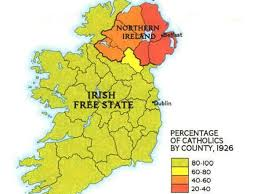 NORTHERN
IRELAND
Belfast
IRISH
FREE STATE
Dublin
PERCENTAGE
OF CATHOLICS
BY COUNTY, 1926
80-100
60-80
40-60
20-40